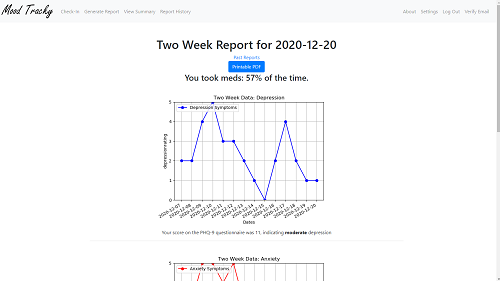 Mood Tracky
Check-In Generate Report View Summary Report History
About Settings Log Out Verify Email
Two Week Report for 2020-12-20
Past Reports
Printable PDF
You took meds: 57% of the time.
Two Week Data: Depression
Depression Symptoms
5
4
3
2
1
0
depressionrating
2020-12-07
2020-12-08
2020-12-09
2020-12-10
2020-12-11
2020-12-12
2020-12-13
2020-12-14
2020-12-15
2020-12-16
2020-12-17
2020-12-18
2020-12-19
2020-12-20
Dates
Your score on the PHQ-9 questionnaire was 11, indicating moderate depression
Two Week Data: Anxiety
5
Anxiety Symptoms
4